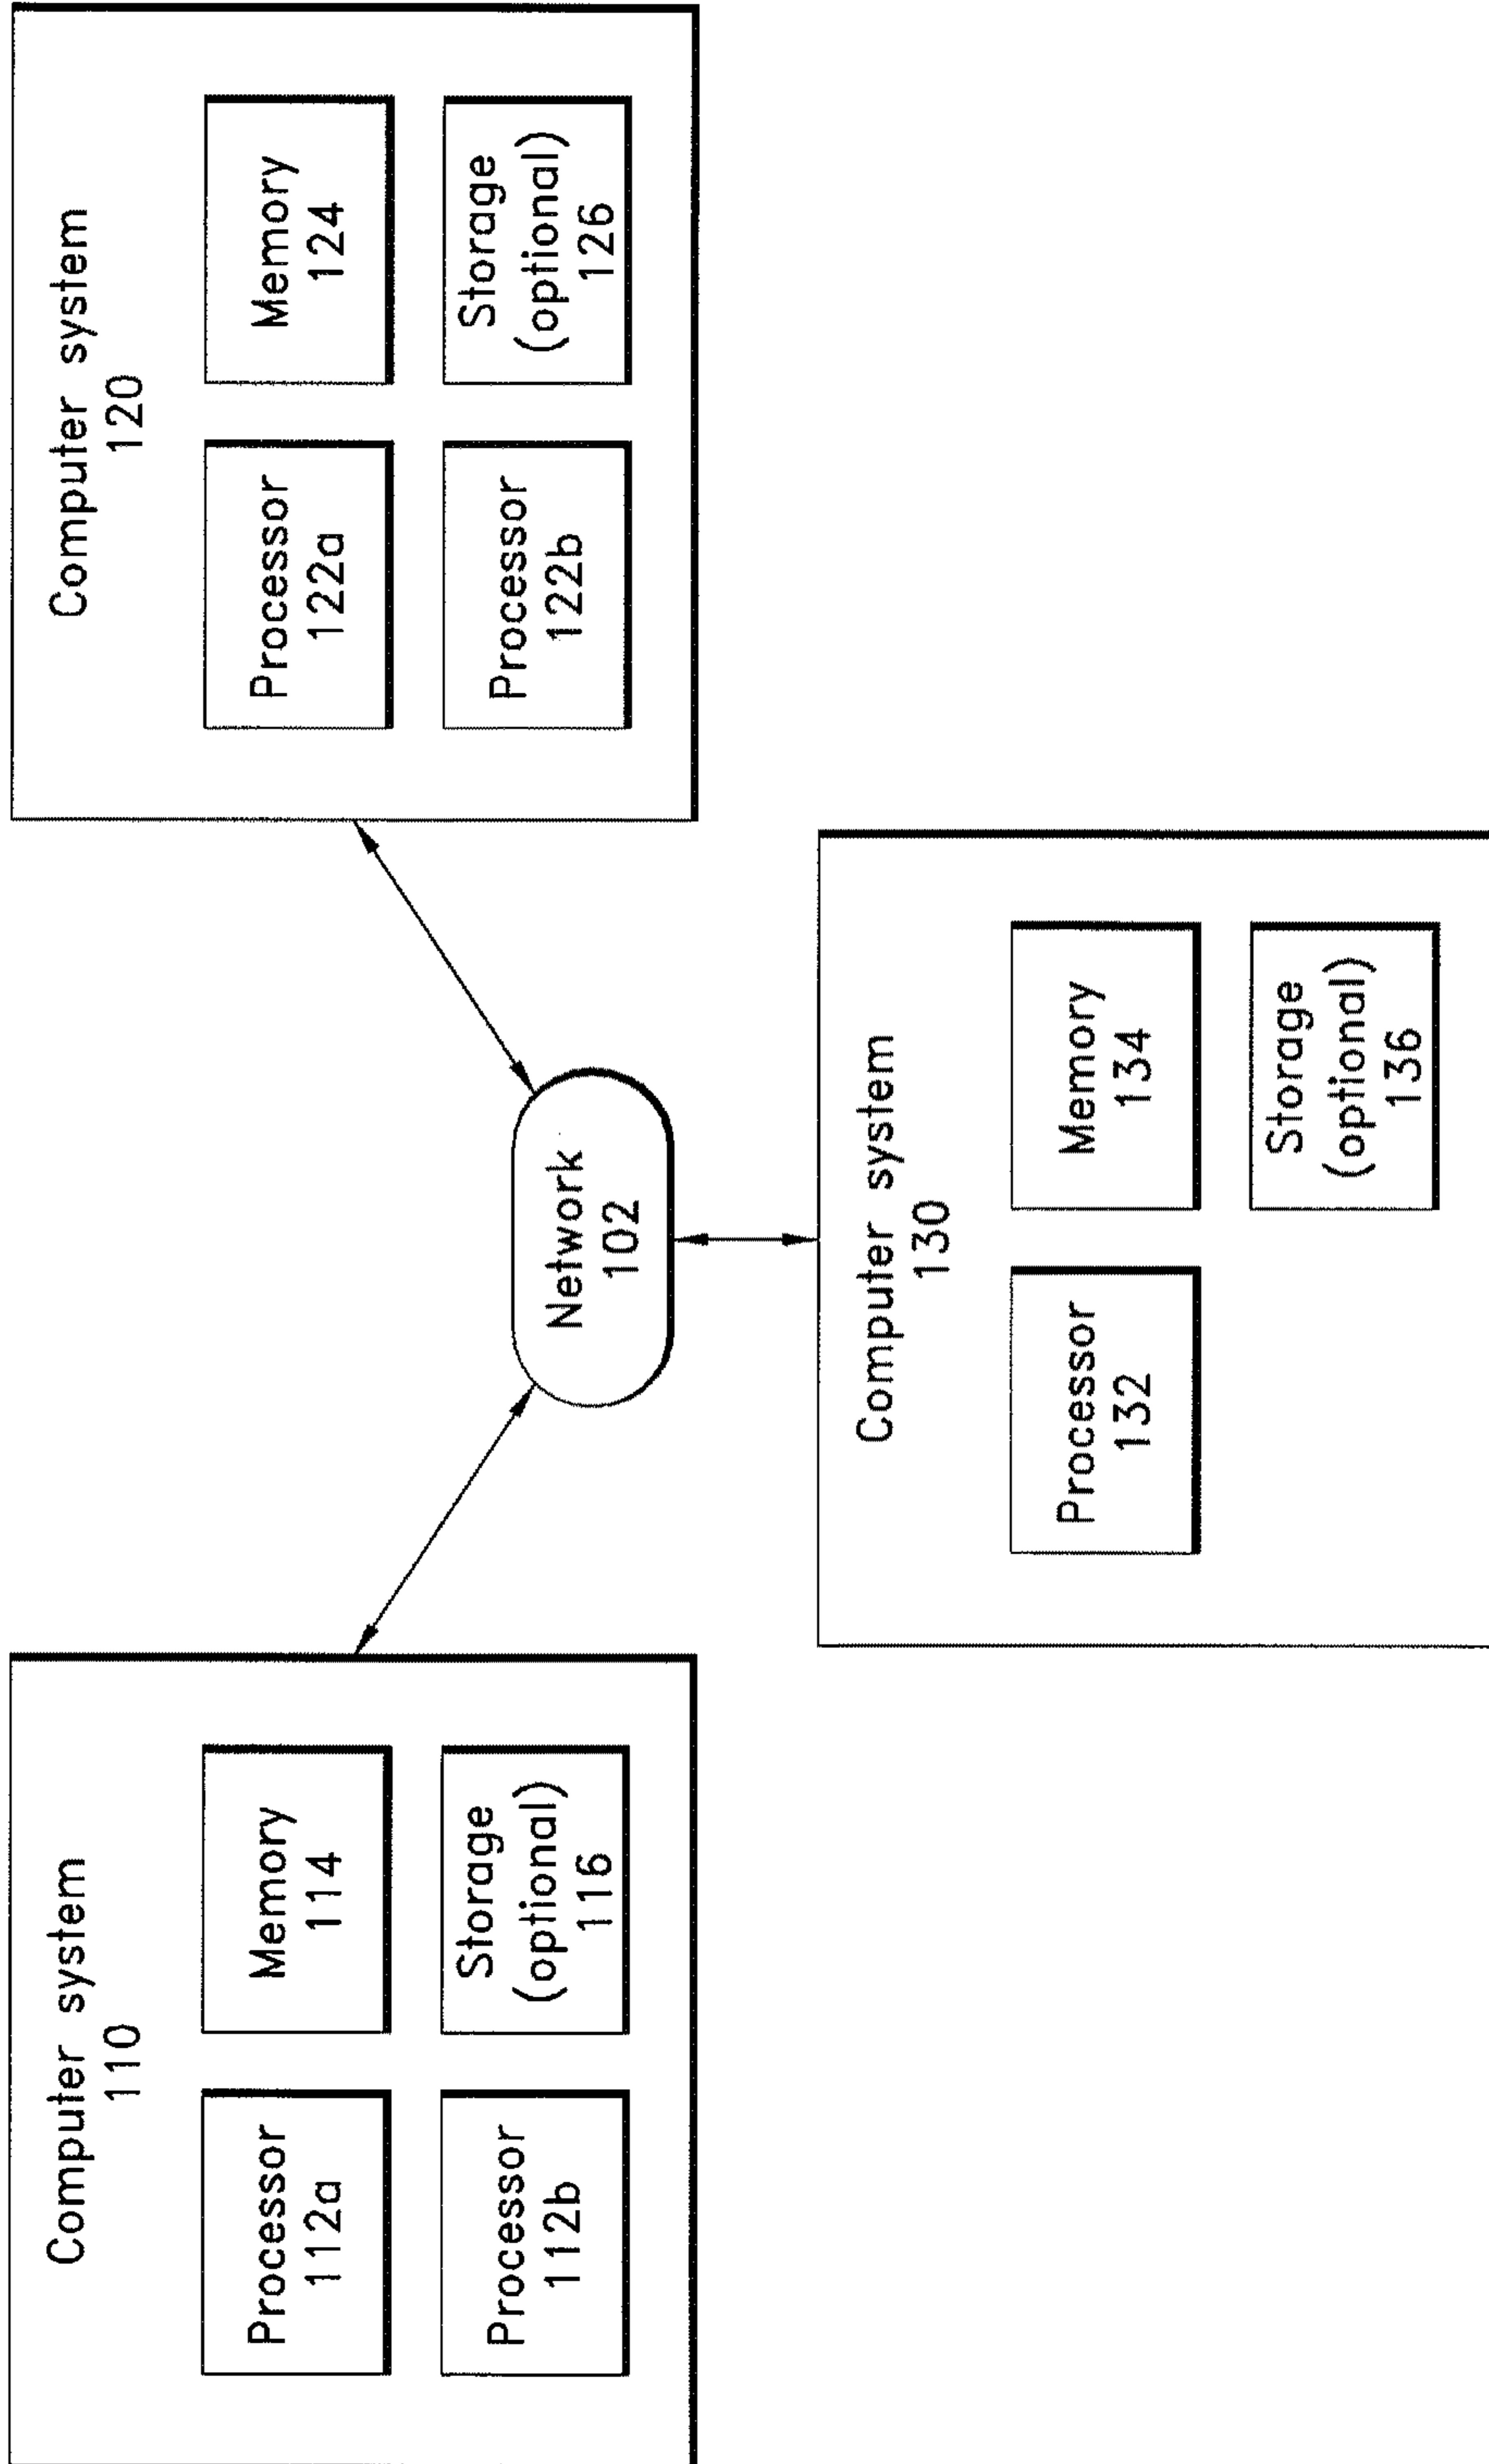 Computer system
110
Processor
112a
Memory
114
Processor
112b
Storage
(optional)
116
Network
102
Computer system
120
Processor
122a
Memory
124
Processor
122b
Storage
(optional)
126
Computer system
130
Processor
132
Memory
134
Storage
(optional)
136